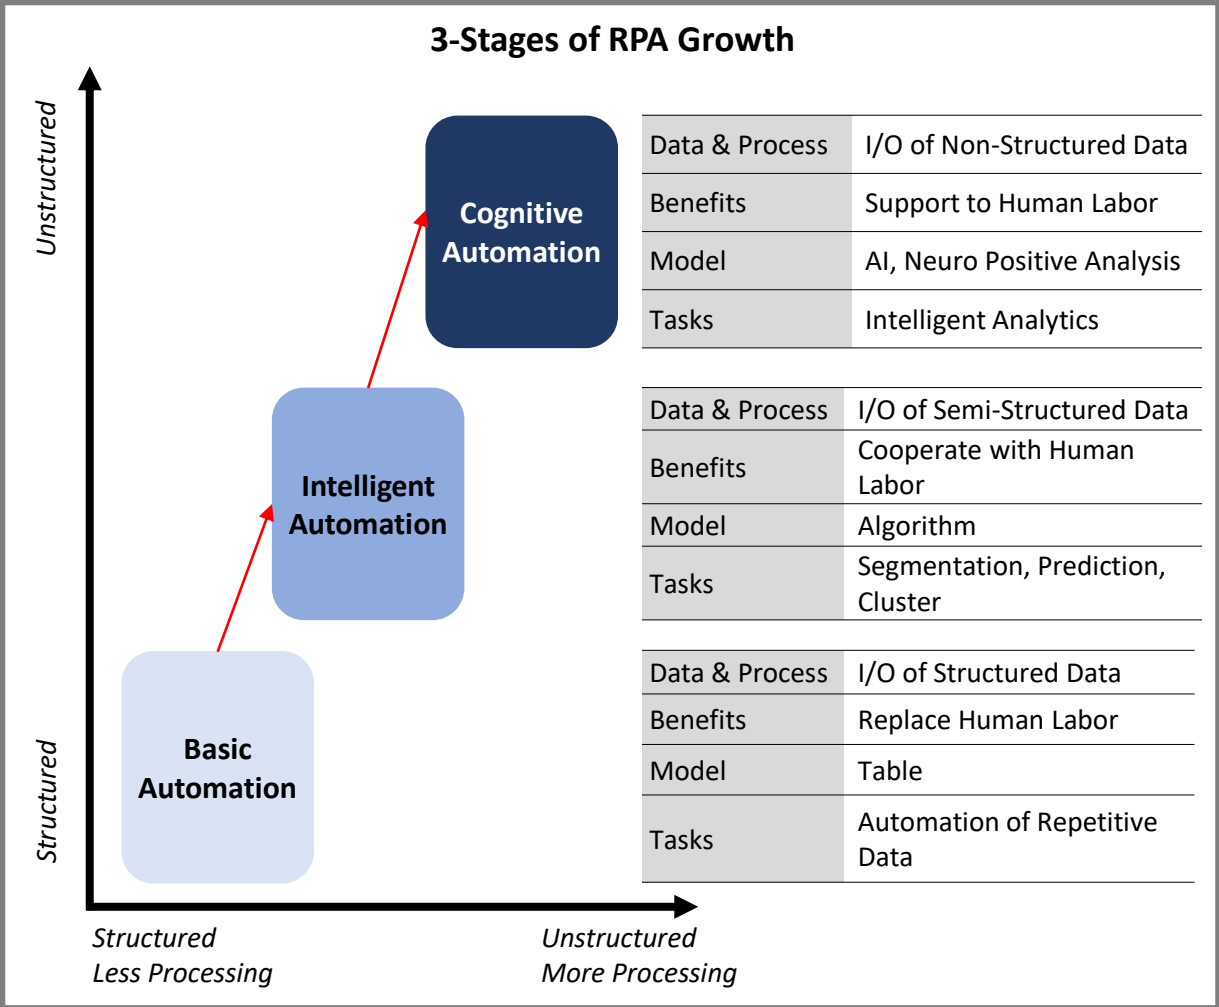 3-Stages of RPA Growth
Unstructured
Structured
Cognitive
Automation
Data & Process
I/O of Non-Structured Data
Benefits
Support to Human Labor
Model
AI, Neuro Positive Analysis
Tasks
Intelligent Analytics
Intelligent
Automation
Data & Process
I/O of Semi-Structured Data
Benefits
Cooperate with Human
Labor
Model
Algorithm
Tasks
Segmentation, Prediction,
Cluster
Basic
Automation
Data & Process
I/O of Structured Data
Benefits
Replace Human Labor
Model
Table
Tasks
Automation of Repetitive
Data
Structured
Less Processing
Unstructured
More Processing